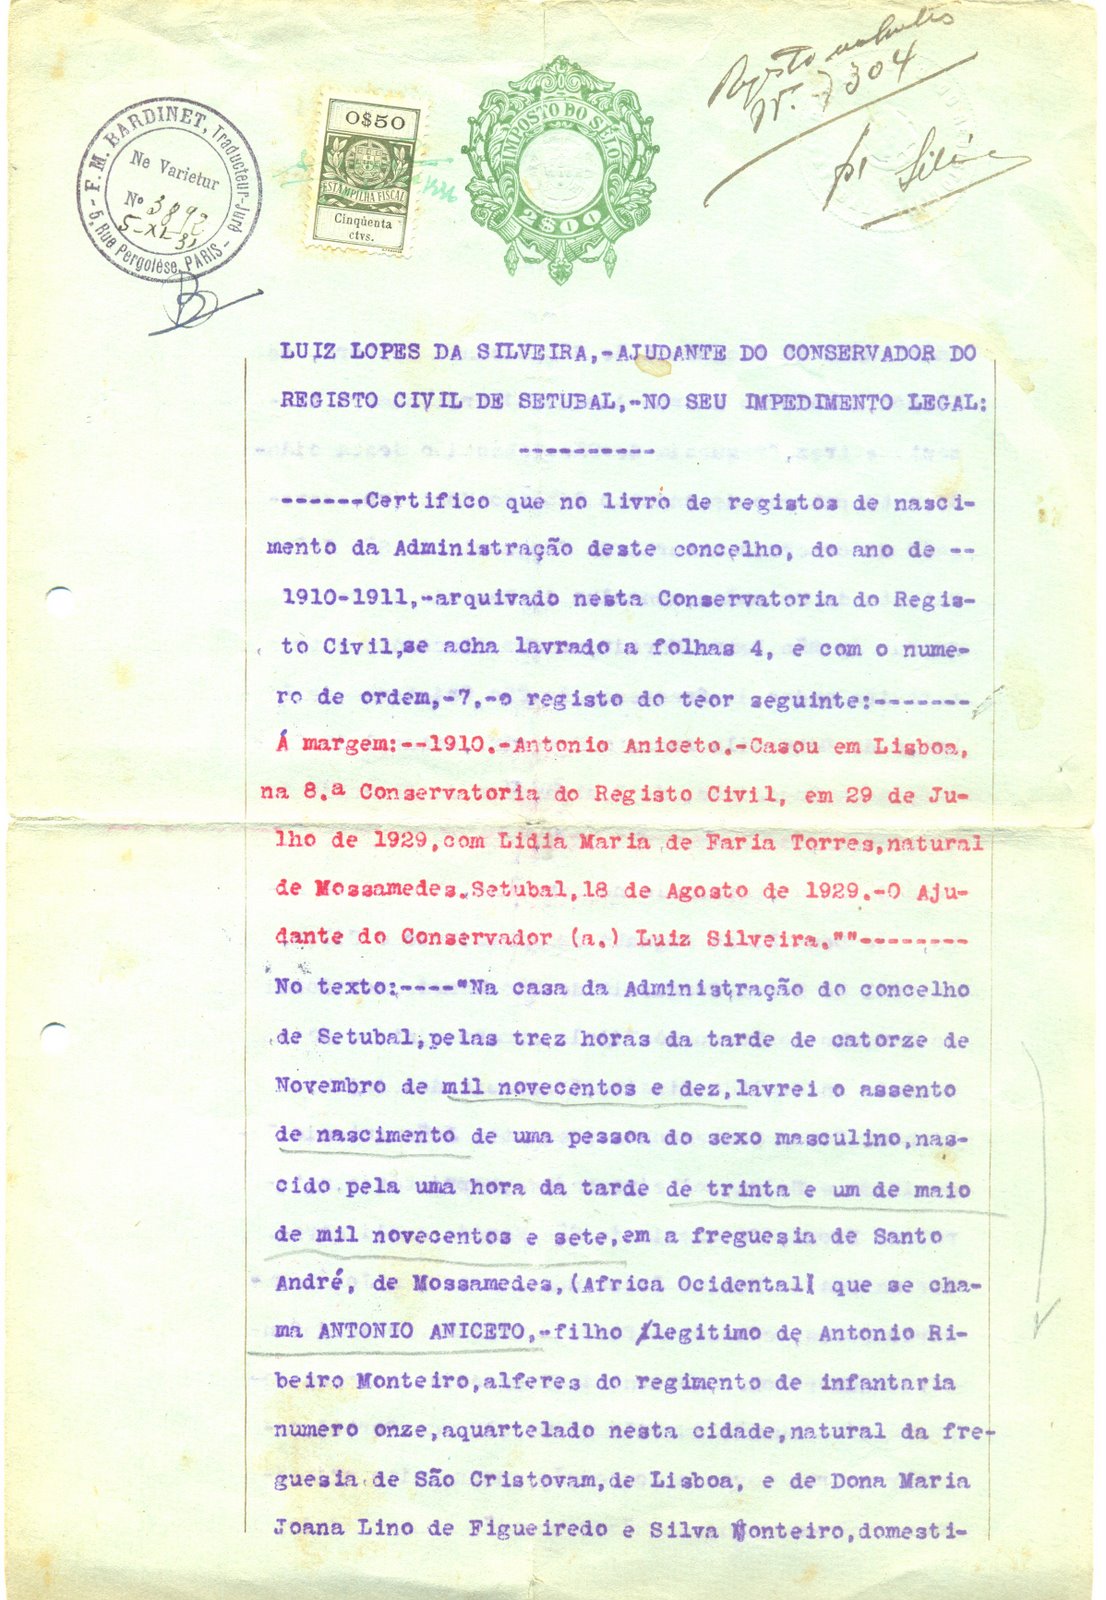 Registo
Nº. 7304
F. M. BARDINET, Traducteur-Juré
- 5, Rue Pergolèse, PARIS -
Ne Varietur
Nº 3892
5-XI-31
0$50
ESTAMPILHA FISCAL
Cinqüenta
ctvs.
IMPOSTO DO SELO
2$00
LUIZ LOPES DA SILVEIRA,-AJUDANTE DO CONSERVADOR DO
REGISTO CIVIL DE SETUBAL,-NO SEU IMPEDIMENTO LEGAL:
----------
------Certifico que no livro de registos de nasci-
mento da Administração deste concelho, do ano de --
1910-1911,-arquivado nesta Conservatoria do Regis-
to Civil,se acha lavrado a folhas 4, e com o nume-
ro de ordem,-7,-o registo do teor seguinte:-------
Á margem:--1910.-Antonio Aniceto.-Casou em Lisboa,
na 8.a Conservatoria do Registo Civil, em 29 de Ju-
lho de 1929,com Lidia Maria de Faria Torres,natural
de Mossamedes.Setubal,18 de Agosto de 1929.-O Aju-
dante do Conservador (a.) Luiz Silveira.""--------
No texto:----"Na casa da Administração do concelho
de Setubal,pelas trez horas da tarde de catorze de
Novembro de mil novecentos e dez,lavrei o assento
de nascimento de uma pessoa do sexo masculino,nas-
cido pela uma hora da tarde de trinta e um de maio
de mil novecentos e sete,em a freguesia de Santo
André, de Mossamedes,(Africa Ocidental) que se cha-
ma ANTONIO ANICETO,-filho legitimo de Antonio Ri-
beiro Monteiro,alferes do regimento de infantaria
numero onze,aquartelado nesta cidade,natural da fre-
guesia de São Cristovam,de Lisboa, e de Dona Maria
Joana Lino de Figueiredo e Silva Monteiro,domesti-